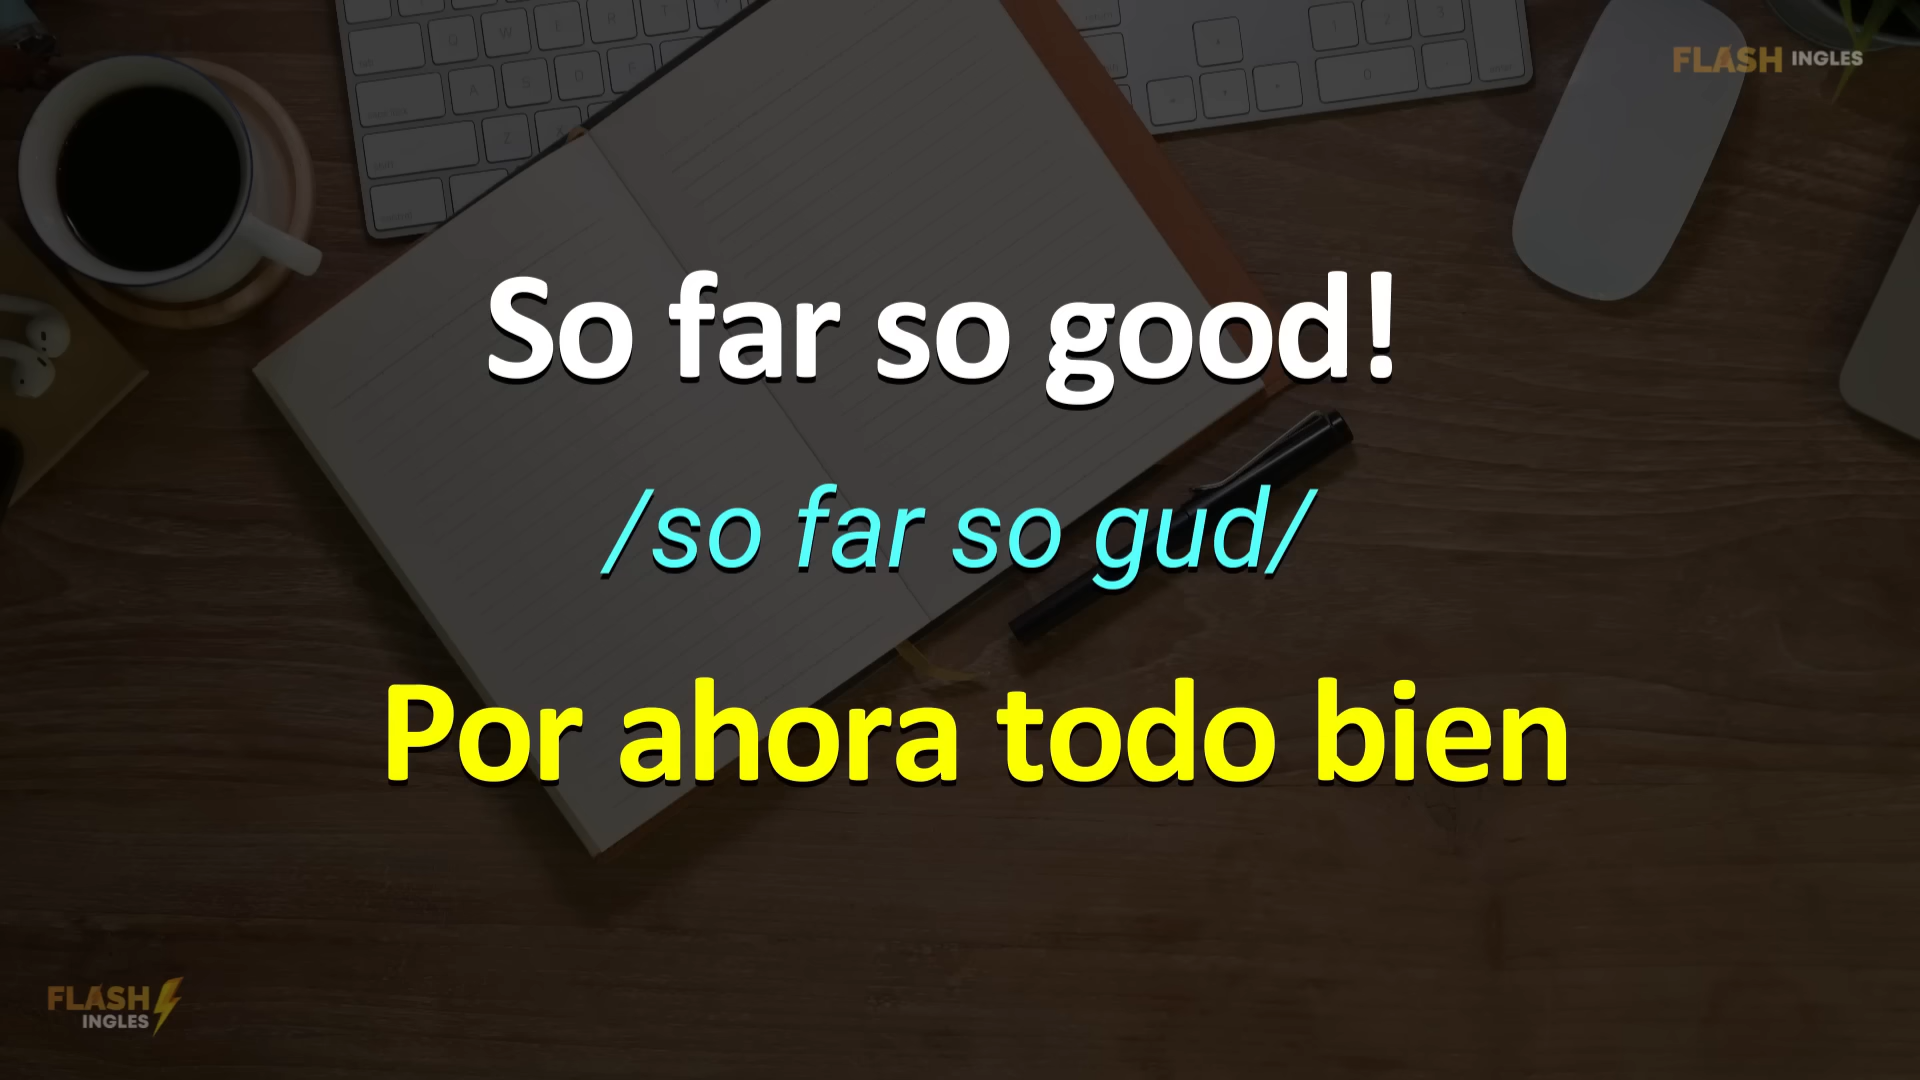 FLASH INGLES
So far so good!
/so far so gud/
Por ahora todo bien
FLASH
INGLES